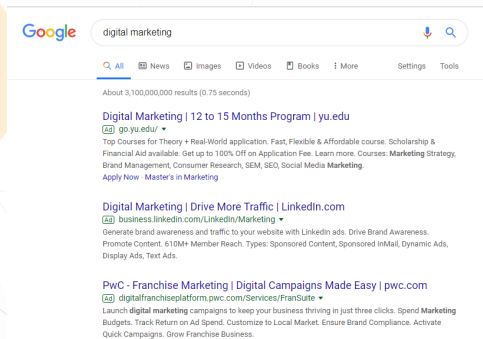 Google
digital marketing
All News Images Videos Books More Settings Tools
About 3,100,000,000 results (0.75 seconds)
Digital Marketing | 12 to 15 Months Program | yu.edu
Ad go.yu.edu/
Top Courses for Theory + Real-World application. Fast, Flexible & Affordable course. Scholarship &
Financial Aid available. Get up to 100% Off on Application Fee. Learn more. Courses: Marketing Strategy,
Brand Management, Consumer Research, SEM, SEO, Social Media Marketing.
Apply Now · Master's in Marketing
Digital Marketing | Drive More Traffic | LinkedIn.com
Ad business.linkedin.com/LinkedIn/Marketing
Generate brand awareness and traffic to your website with LinkedIn ads. Drive Brand Awareness.
Promote Content. 610M+ Member Reach. Types: Sponsored Content, Sponsored InMail, Dynamic Ads,
Display Ads, Text Ads.
PwC - Franchise Marketing | Digital Campaigns Made Easy | pwc.com
Ad digitalfranchiseplatform.pwc.com/Services/FranSuite
Launch digital marketing campaigns to keep your business thriving in just three clicks. Spend Marketing
Budgets. Track Return on Ad Spend. Customize to Local Market. Ensure Brand Compliance. Activate
Quick Campaigns. Grow Franchise Business.